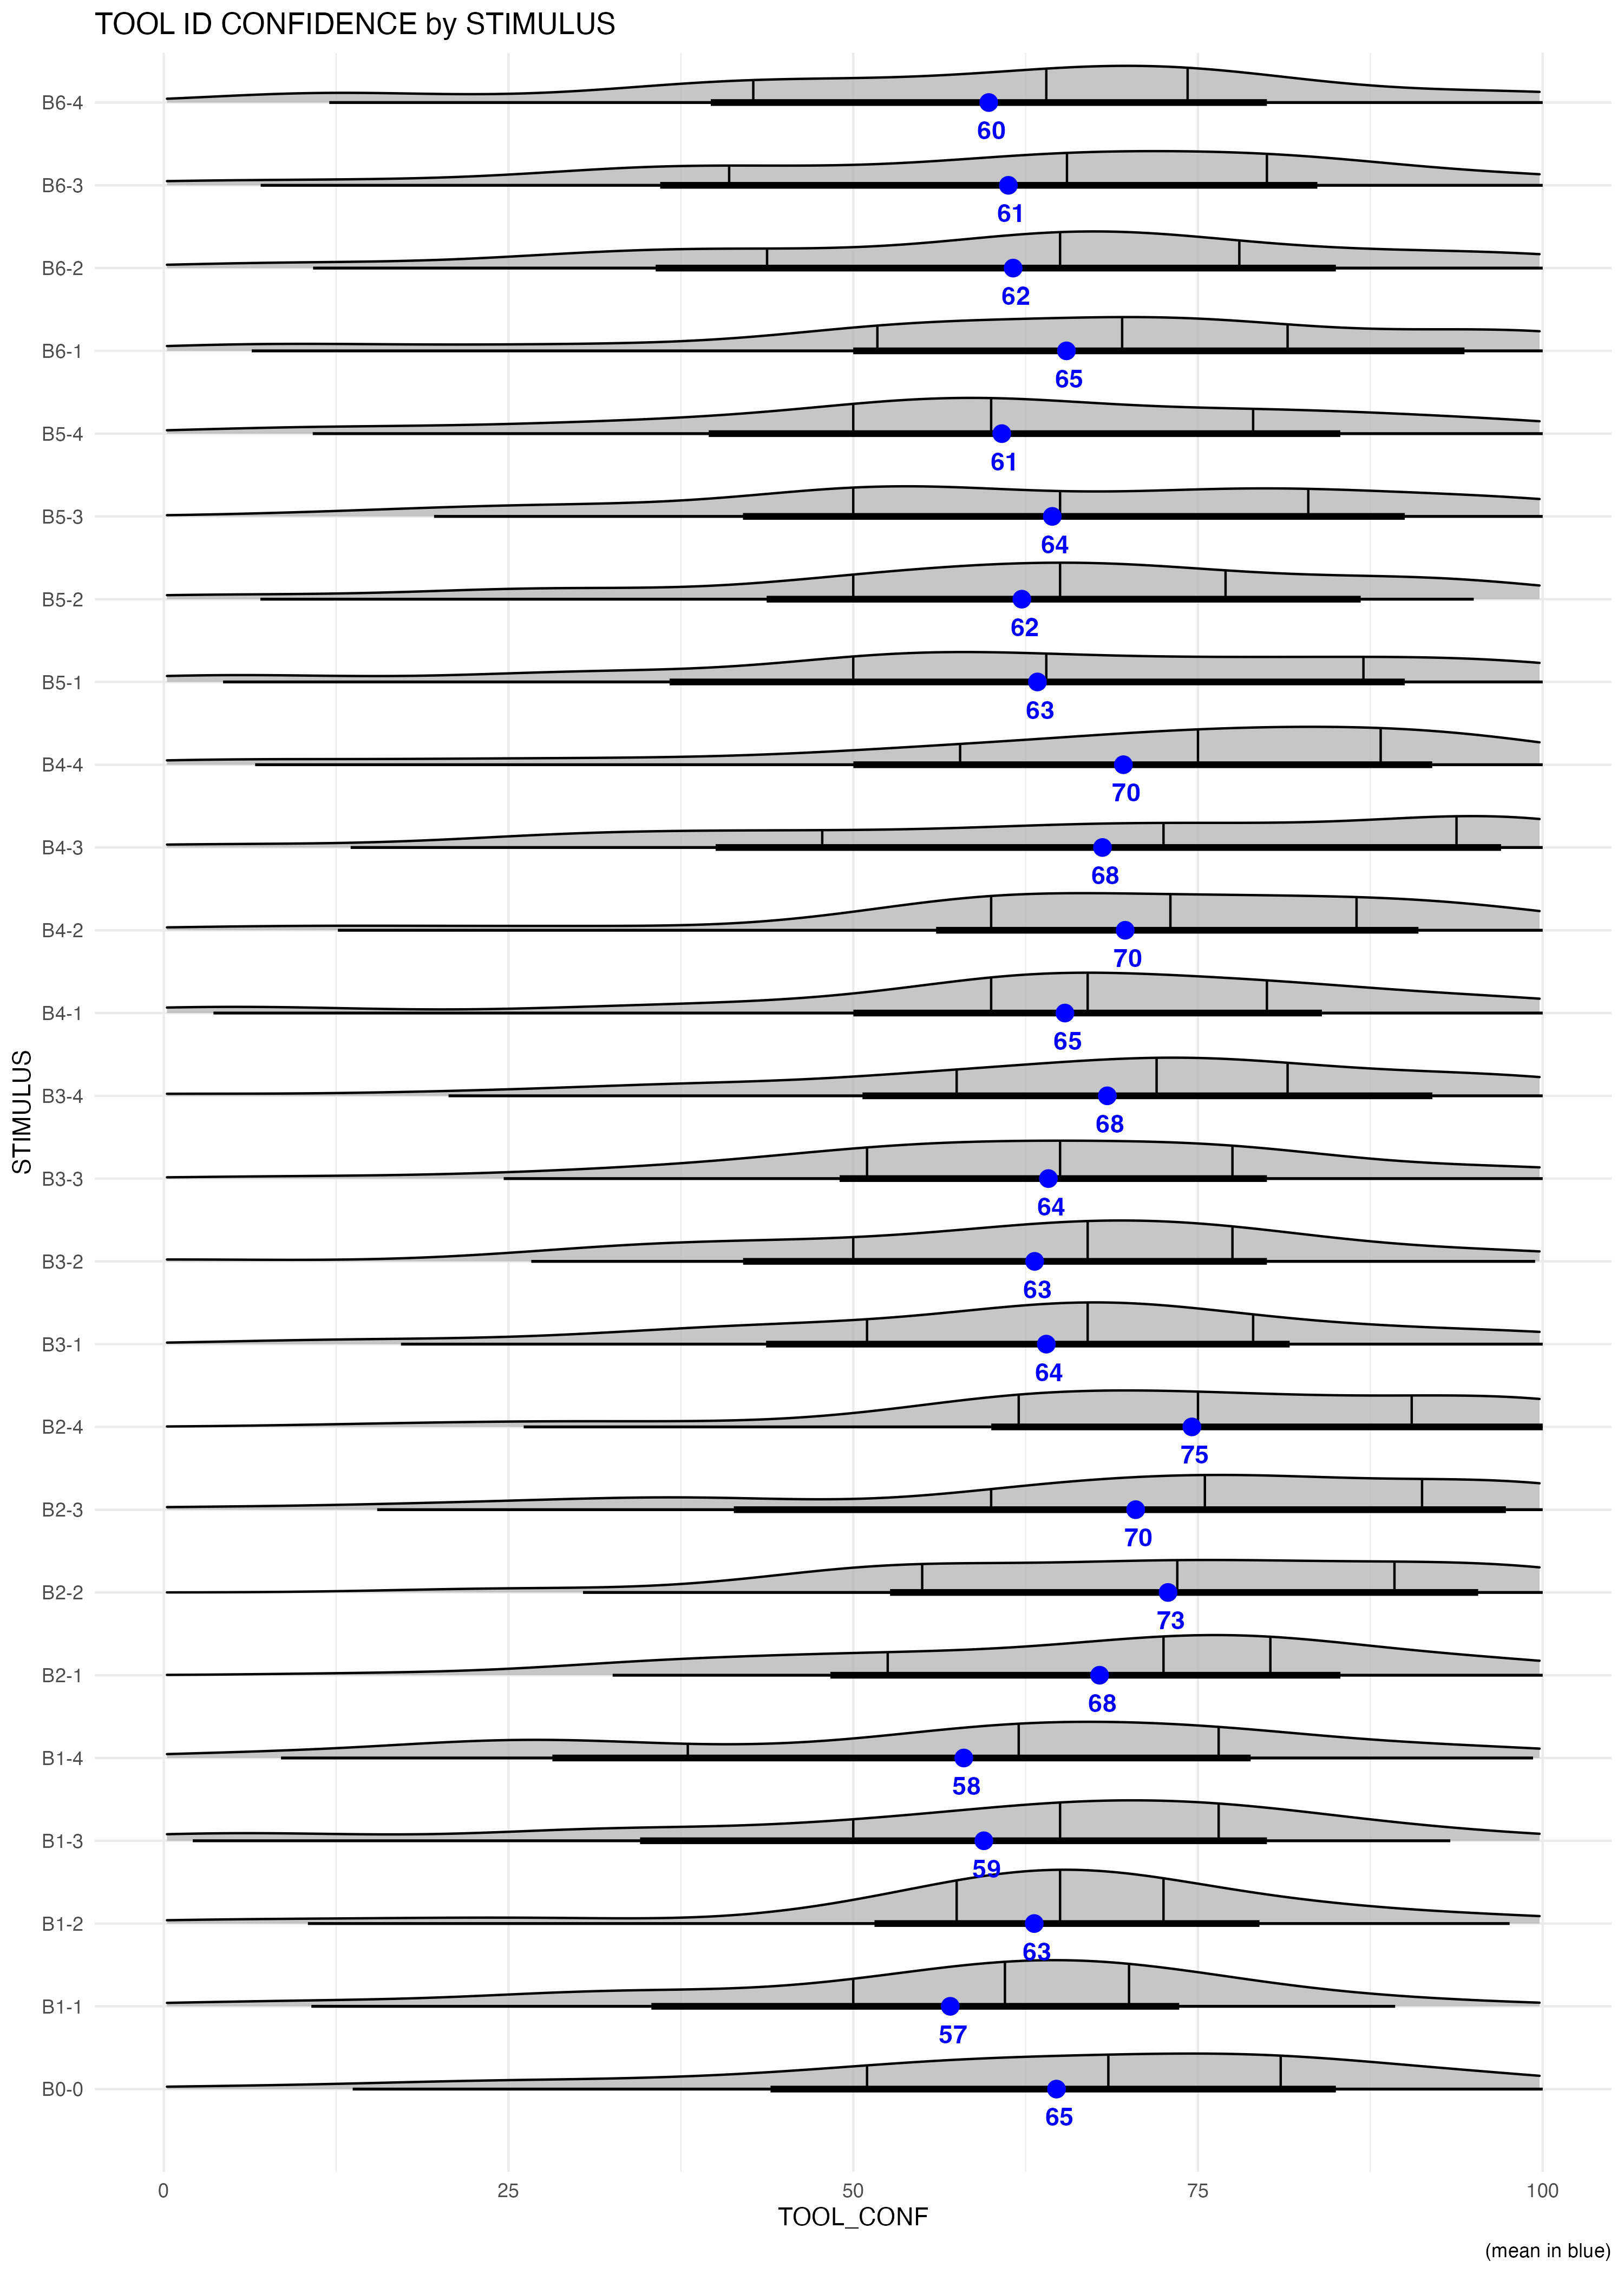 TOOL ID CONFIDENCE by STIMULUS
B6-4
60
B6-3
61
B6-2
62
B6-1
65
B5-4
61
B5-3
64
B5-2
62
B5-1
63
B4-4
70
B4-3
68
B4-2
70
B4-1
65
B3-4
68
STIMULUS
B3-3
64
B3-2
63
B3-1
64
B2-4
75
B2-3
70
B2-2
73
B2-1
68
B1-4
58
B1-3
59
B1-2
63
B1-1
57
B0-0
65
0 25 50 75 100
TOOL_CONF
(mean in blue)